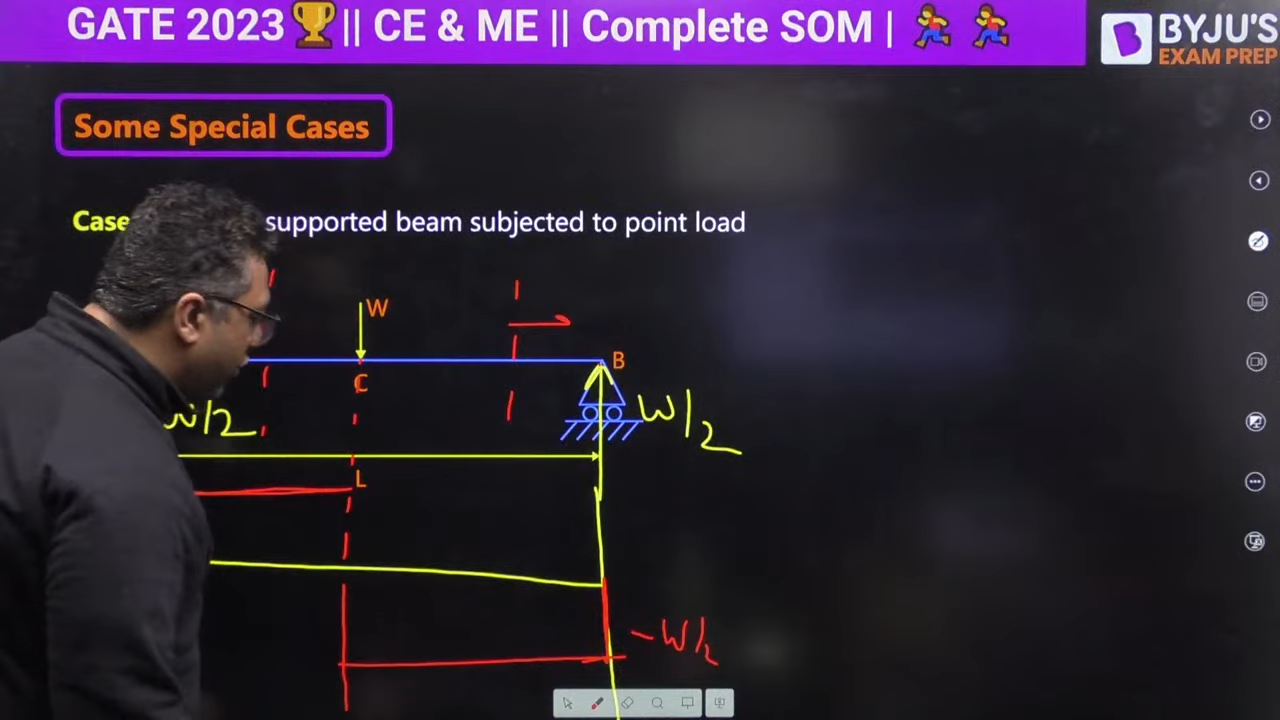 GATE 2023🏆|| CE & ME || Complete SOM | 🏃 🏃
BYJU'S
EXAM PREP
Some Special Cases
Case supported beam subjected to point load
W
B
C
W/2
W/2
L
-W/2